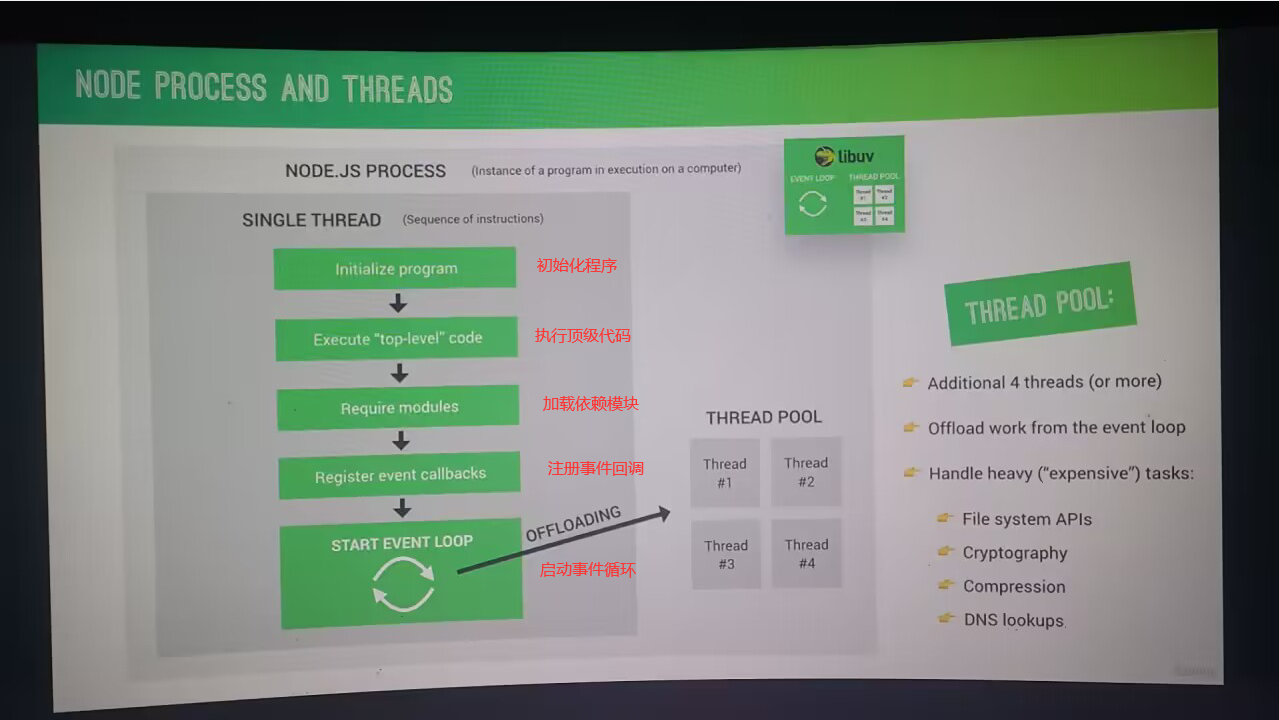 NODE PROCESS AND THREADS
libuv
EVENT LOOP
THREAD POOL
Thread #1
Thread #2
Thread #3
Thread #4
NODE.JS PROCESS (Instance of a program in execution on a computer)
SINGLE THREAD (Sequence of instructions)
Initialize program 初始化程序
Execute “top-level” code 执行顶级代码
Require modules 加载依赖模块
Register event callbacks 注册事件回调
START EVENT LOOP
OFFLOADING
启动事件循环
THREAD POOL
Thread
#1
Thread
#2
Thread
#3
Thread
#4
THREAD POOL:
Additional 4 threads (or more)
Offload work from the event loop
Handle heavy (“expensive”) tasks:
File system APIs
Cryptography
Compression
DNS lookups